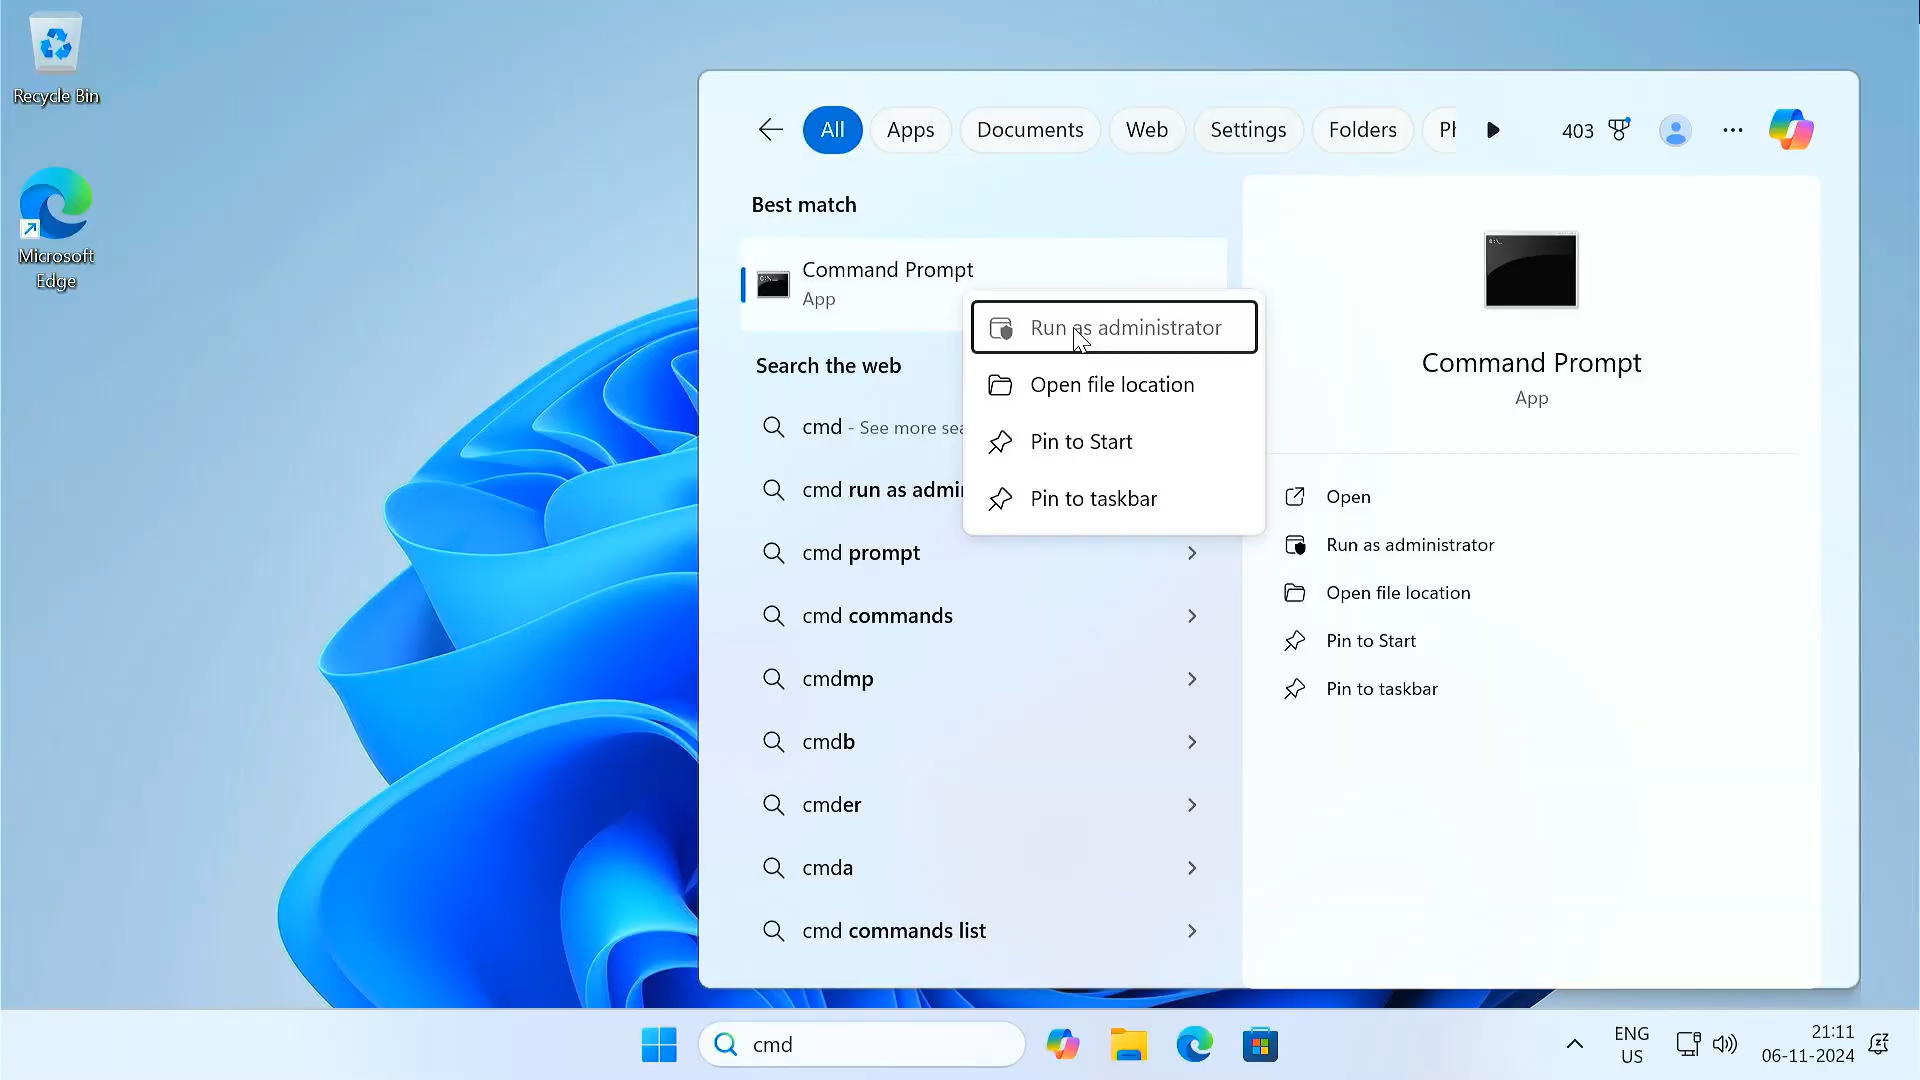 Recycle Bin
Microsoft
Edge
All
Apps
Documents
Web
Settings
Folders
403
Best match
Command Prompt
App
Run as administrator
Open file location
Pin to Start
Pin to taskbar
Search the web
cmd - See more
cmd run as
cmd prompt
cmd commands
cmdmp
cmdb
cmder
cmda
cmd commands list
Command Prompt
App
Open
Run as administrator
Open file location
Pin to Start
Pin to taskbar
cmd
ENG
US
21:11
06-11-2024